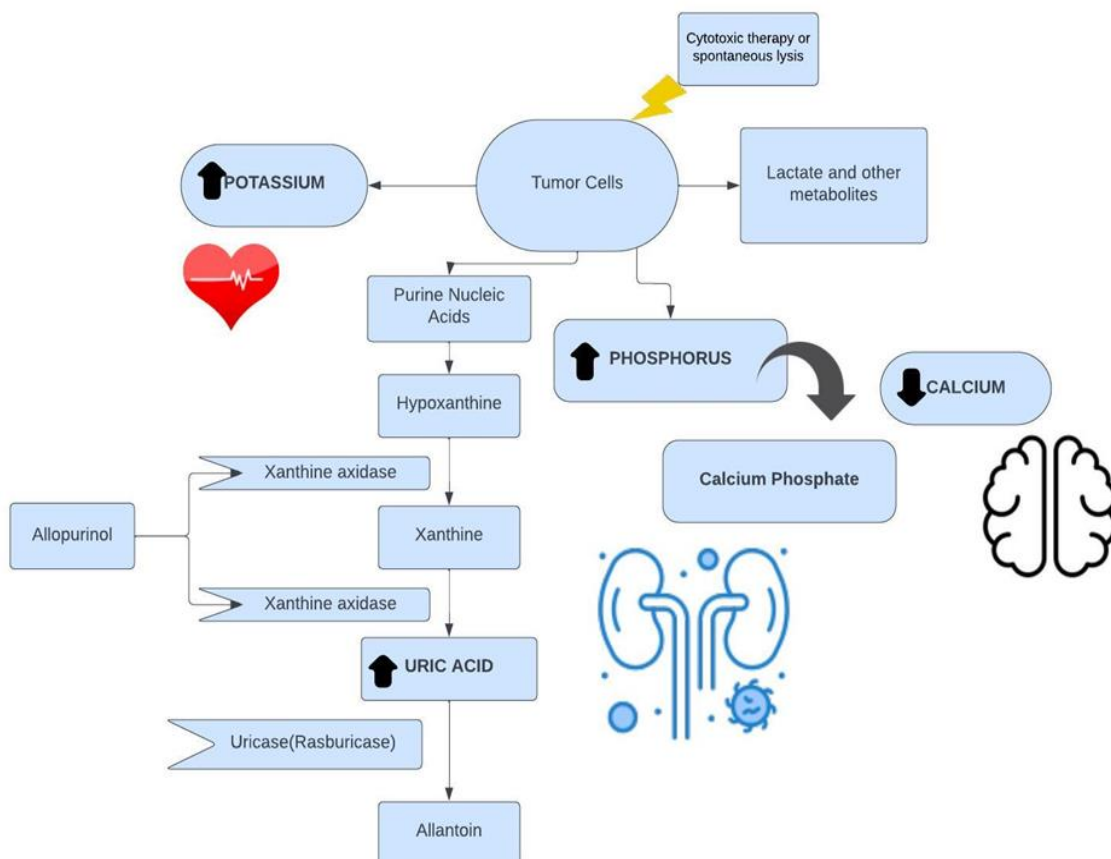 Cytotoxic therapy or
spontaneous lysis
POTASSIUM
Tumor Cells
Lactate and other
metabolites
Purine Nucleic
Acids
PHOSPHORUS
CALCIUM
Hypoxanthine
Calcium Phosphate
Xanthine axidase
Allopurinol
Xanthine
Xanthine axidase
URIC ACID
Uricase(Rasburicase)
Allantoin